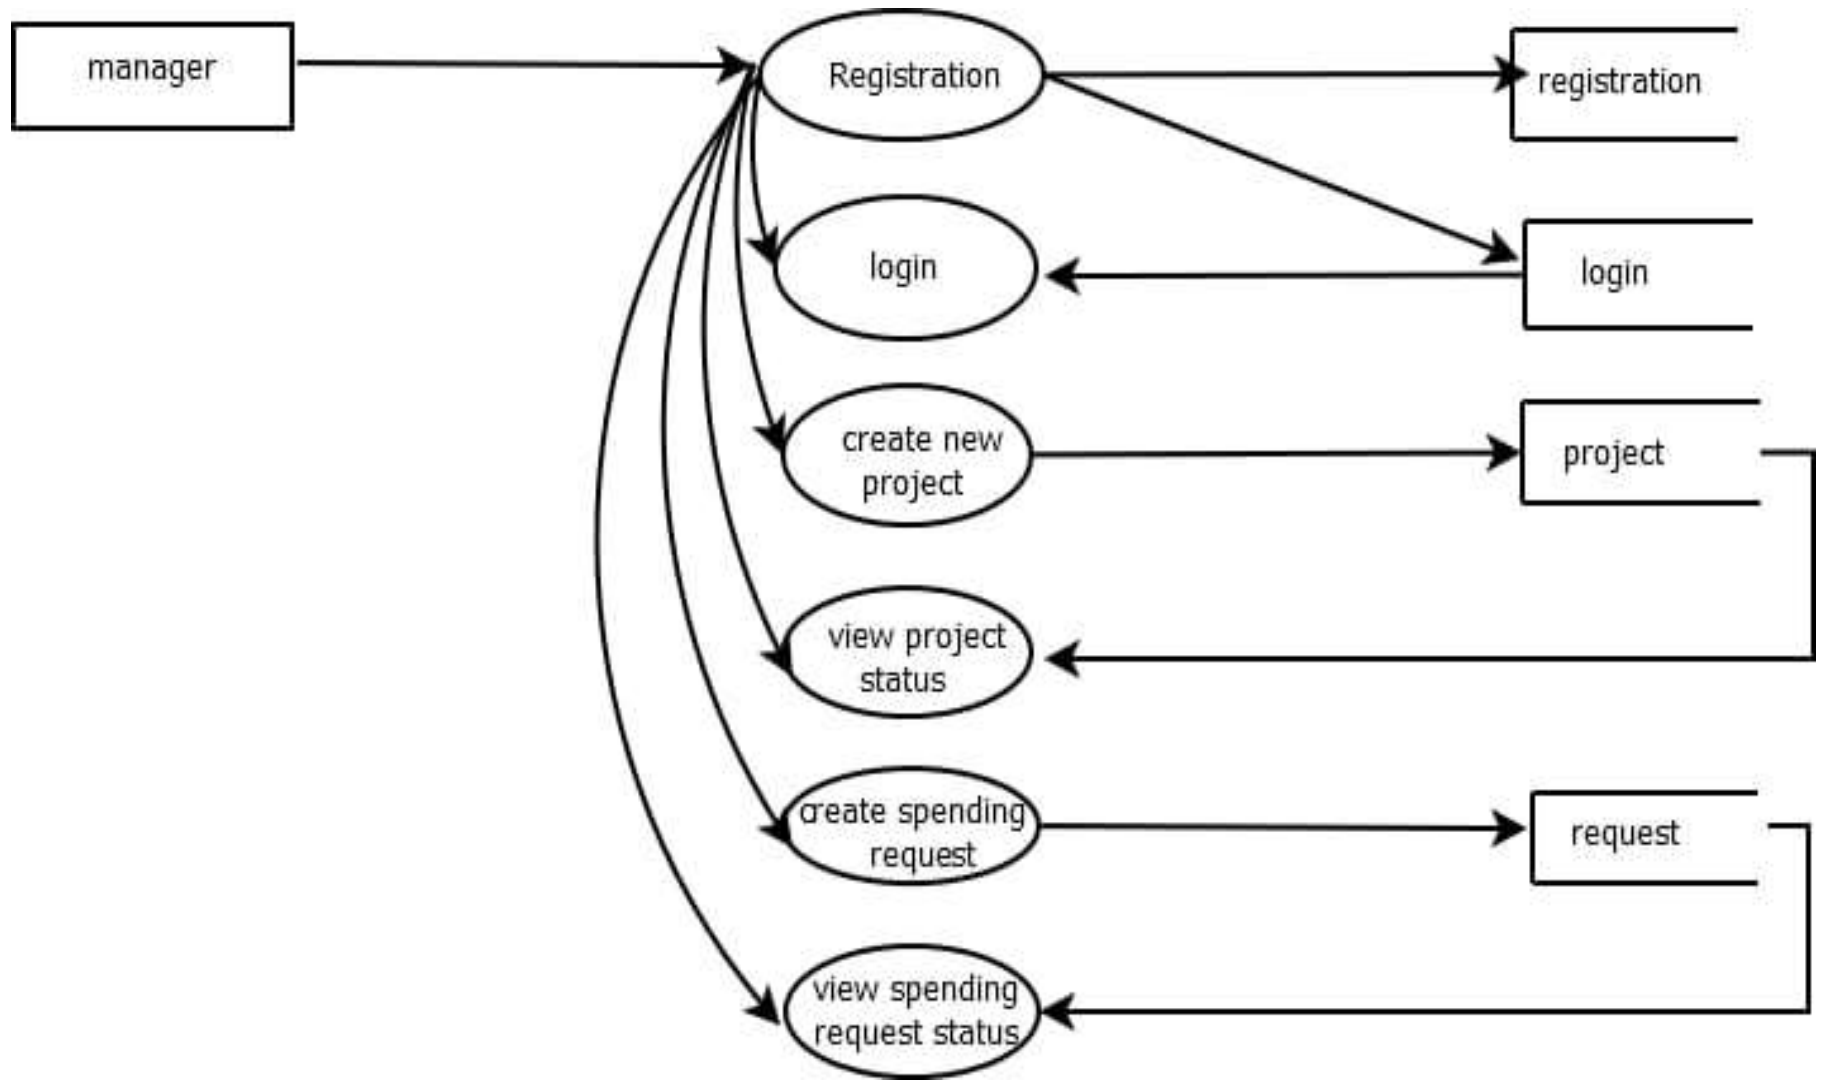 manager
Registration
registration
login
login
create new
project
project
view project
status
create spending
request
request
view spending
request status